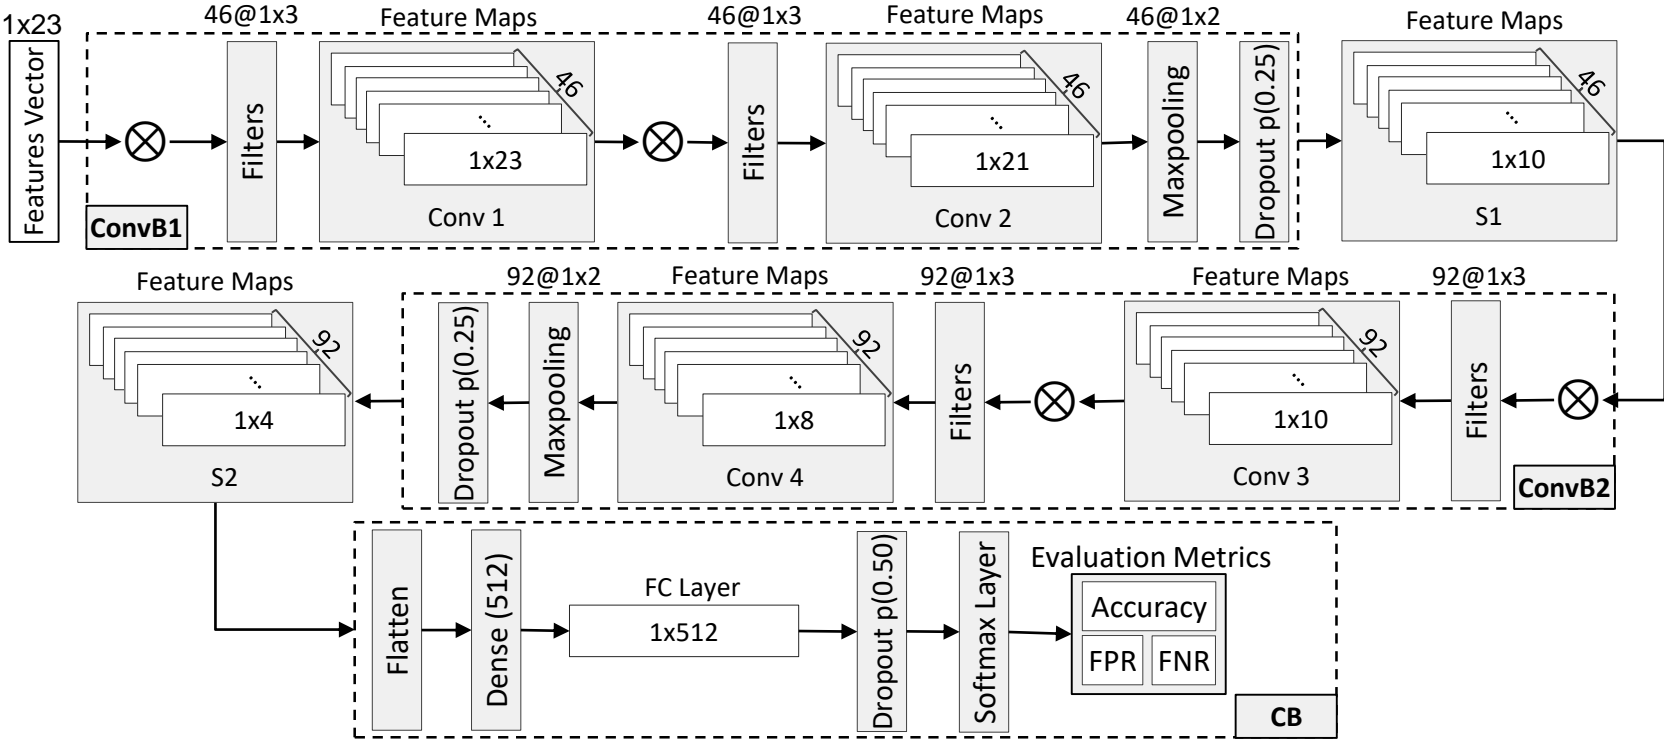 1x23
Features Vector
46@1x3
Filters
Feature Maps
46
...
1x23
Conv 1
46@1x3
Filters
Feature Maps
46
...
1x21
Conv 2
46@1x2
Maxpooling
Dropout p(0.25)
ConvB1
Feature Maps
46
...
1x10
S1
92@1x3
Filters
Feature Maps
92
...
1x10
Conv 3
92@1x3
Filters
Feature Maps
92
...
1x8
Conv 4
92@1x2
Maxpooling
Dropout p(0.25)
ConvB2
Feature Maps
92
...
1x4
S2
Flatten
Dense (512)
FC Layer
1x512
Dropout p(0.50)
Softmax Layer
Evaluation Metrics
Accuracy
FPR
FNR
CB